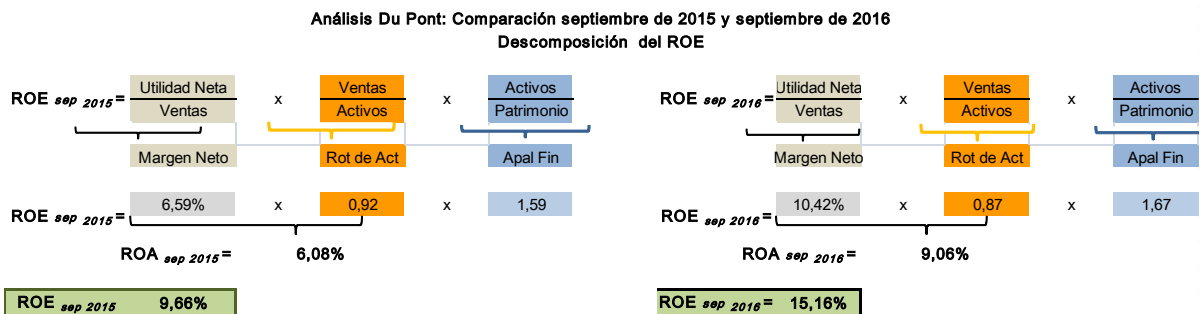 Análisis Du Pont: Comparación septiembre de 2015 y septiembre de 2016
Descomposición del ROE
ROE sep 2015 = Utilidad Neta / Ventas x Ventas / Activos x Activos / Patrimonio
Margen Neto Rot de Act Apal Fin
ROE sep 2015 = 6,59% x 0,92 x 1,59
ROA sep 2015 = 6,08%
ROE sep 2015 9,66%
ROE sep 2016 = Utilidad Neta / Ventas x Ventas / Activos x Activos / Patrimonio
Margen Neto Rot de Act Apal Fin
ROE sep 2016 = 10,42% x 0,87 x 1,67
ROA sep 2016 = 9,06%
ROE sep 2016 = 15,16%